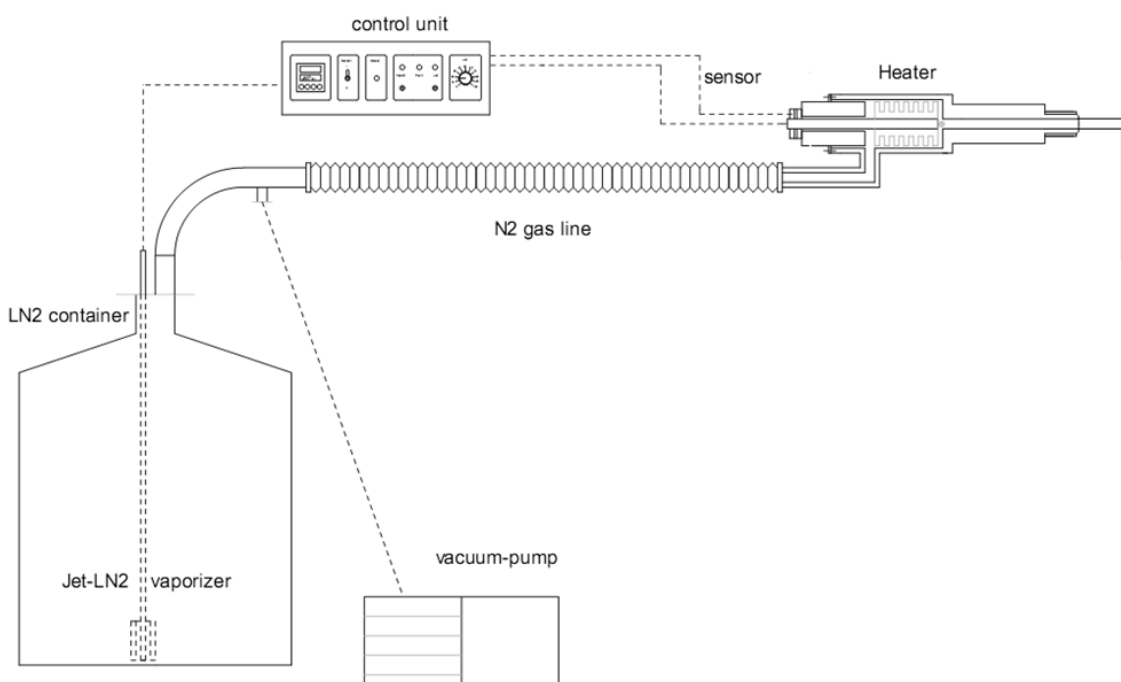 control unit
sensor
Heater
N2 gas line
LN2 container
Jet-LN2 vaporizer
vacuum-pump